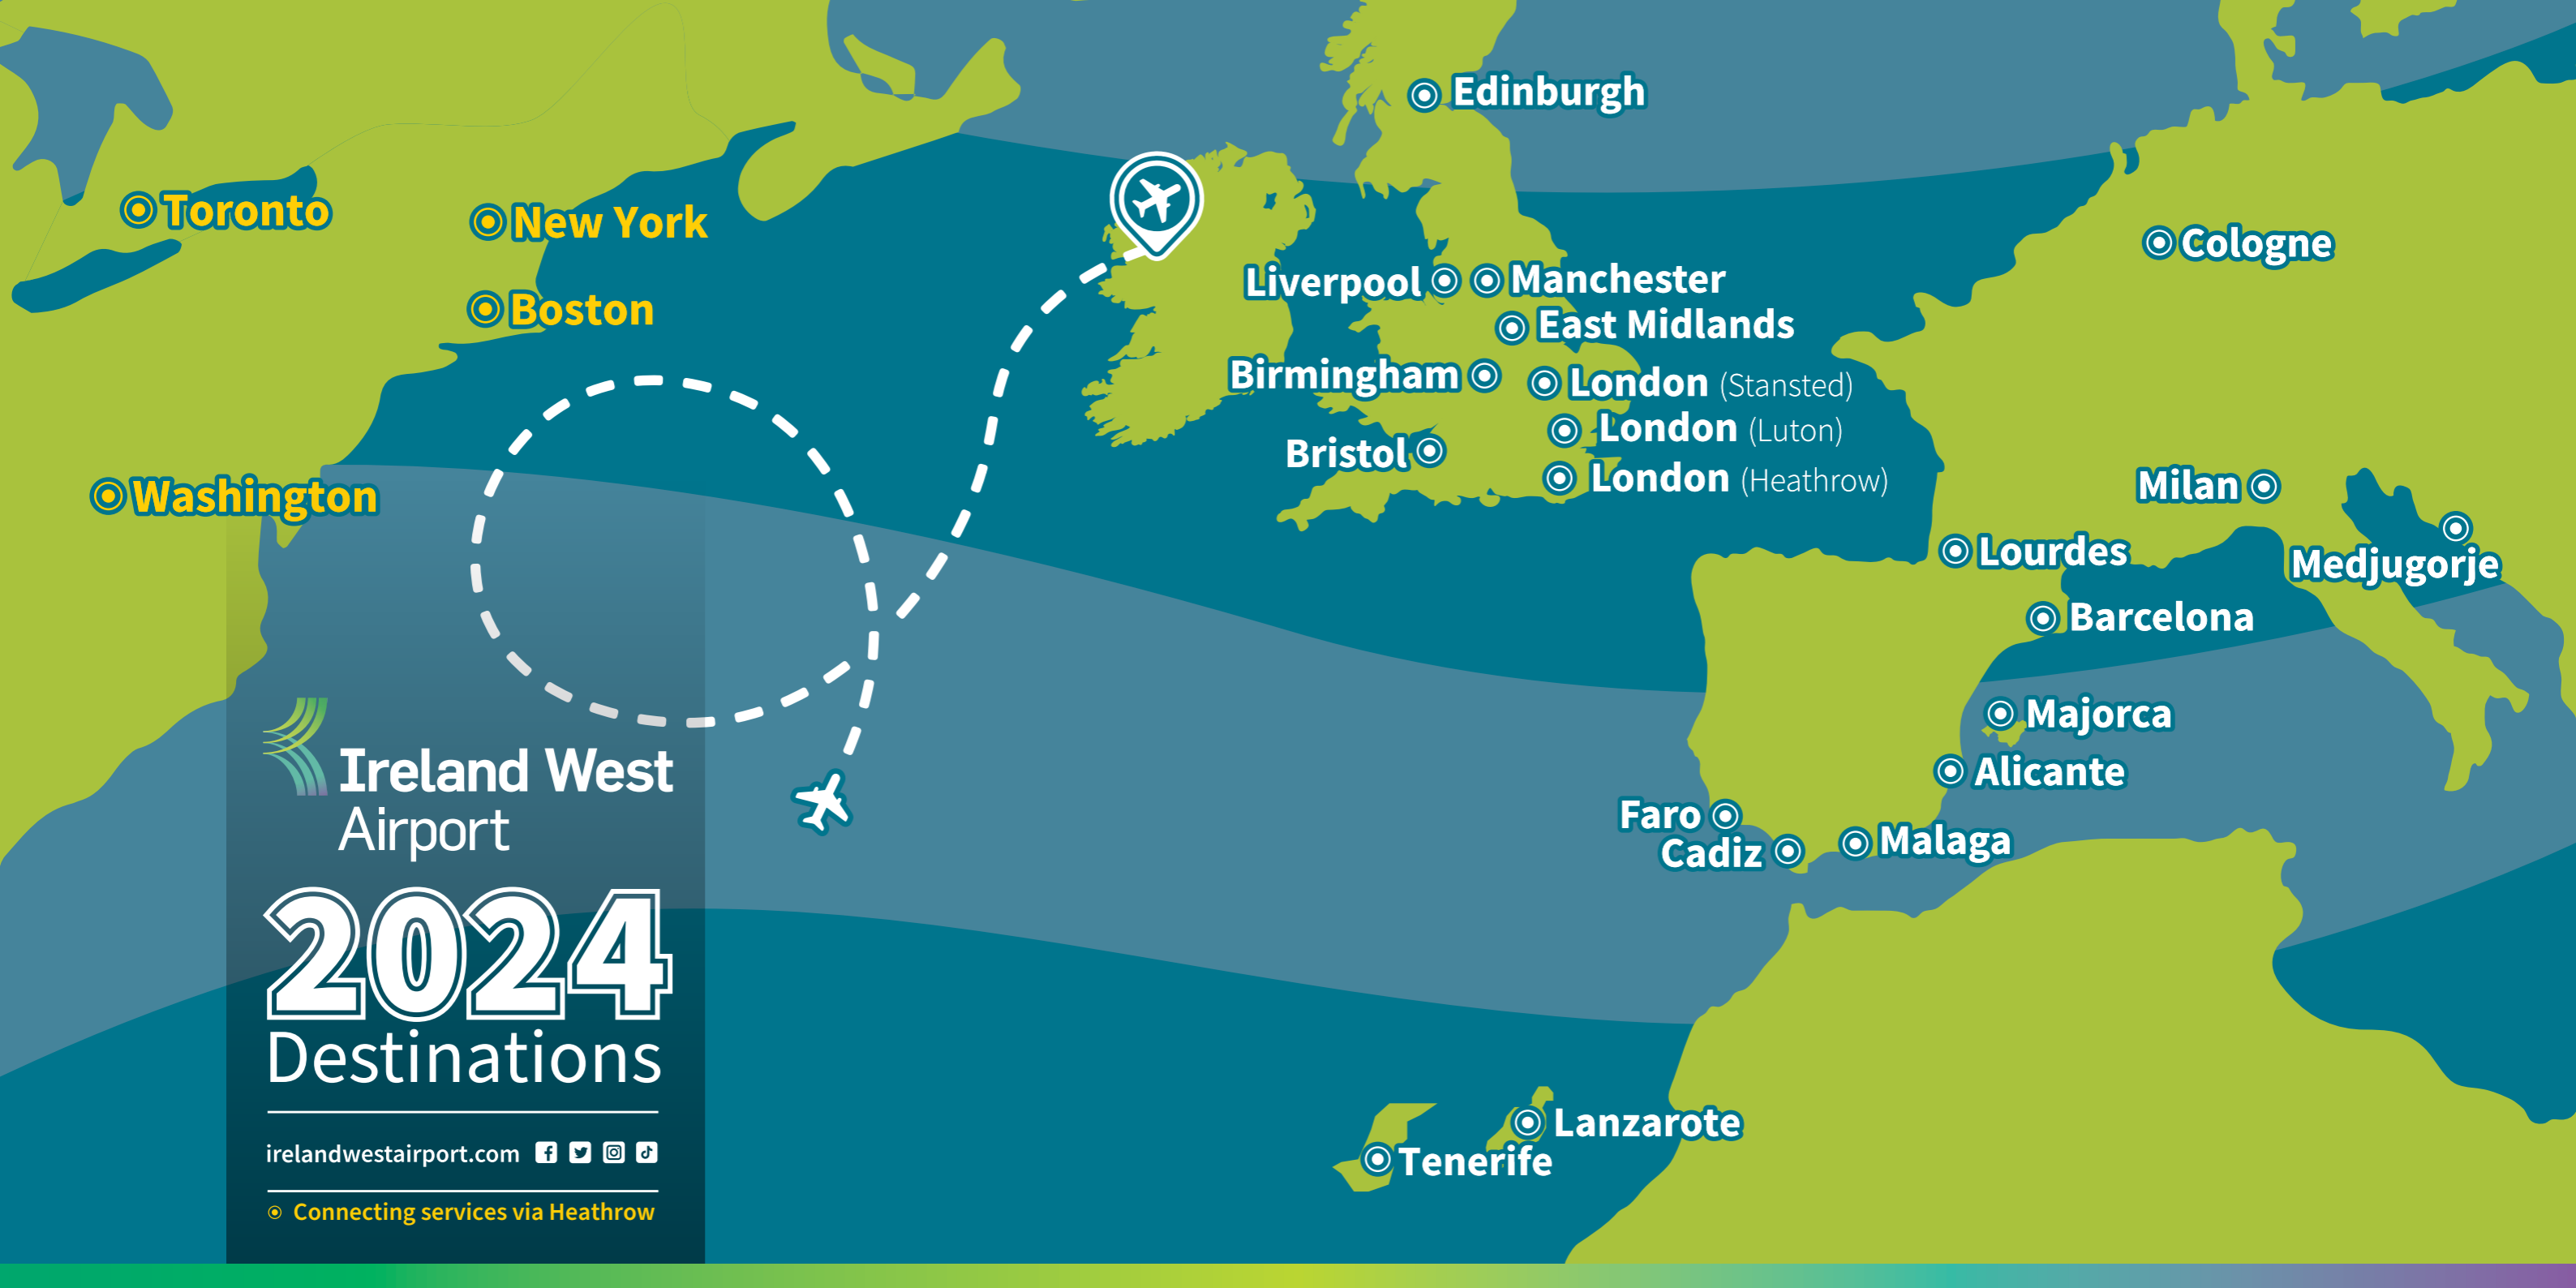 Edinburgh
Toronto
New York
Boston
Washington
Liverpool
Manchester
East Midlands
Birmingham
London (Stansted)
London (Luton)
Bristol
London (Heathrow)
Cologne
Milan
Medjugorje
Lourdes
Barcelona
Majorca
Alicante
Faro
Cadiz
Malaga
Lanzarote
Tenerife
Ireland West
Airport
2024
Destinations
irelandwestairport.com
Connecting services via Heathrow